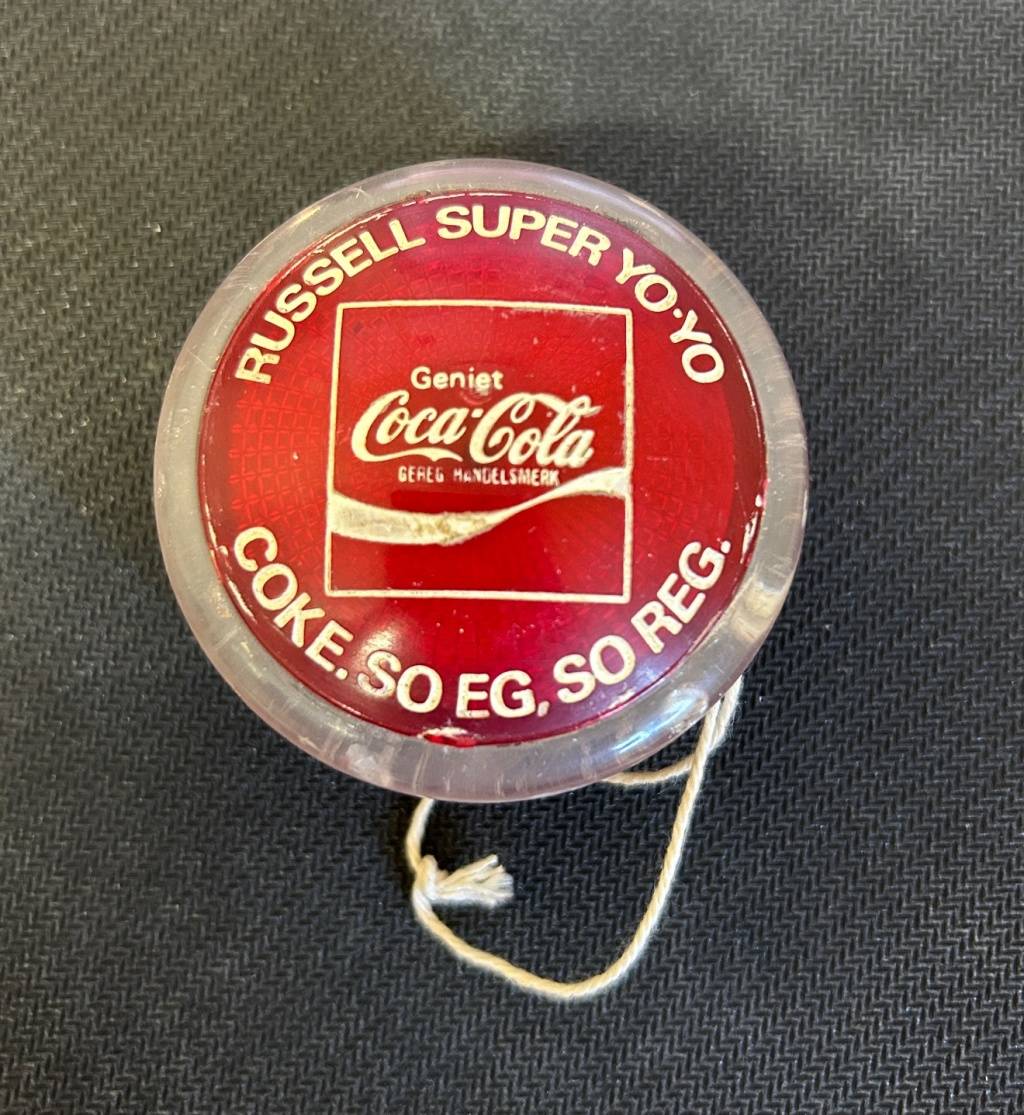 RUSSELL SUPER YO-YO
Geniet
Coca-Cola
GEREG HANDELSMERK
COKE. SO EG, SO REG.